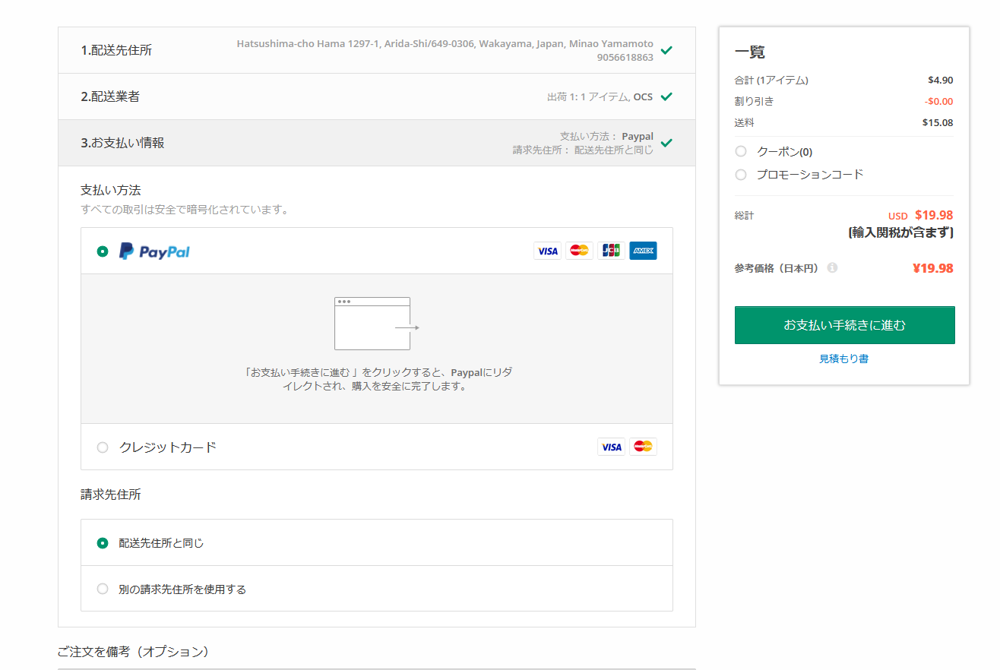 1.配送先住所
Hatsushima-cho Hama 1297-1, Arida-Shi/649-0306, Wakayama, Japan, Minao Yamamoto
9056618863
2.配送業者
出荷 1: 1 アイテム, OCS
3.お支払い情報
支払い方法： Paypal
請求先住所： 配送先住所と同じ
支払い方法
すべての取引は安全で暗号化されています。
PayPal
VISA MasterCard JCB AMEX
「お支払い手続きに進む 」をクリックすると、Paypalにリダ
イレクトされ、購入を安全に完了します。
クレジットカード
VISA MasterCard
請求先住所
配送先住所と同じ
別の請求先住所を使用する
ご注文を備考（オプション）
一覧
合計 (1アイテム) $4.90
割り引き -$0.00
送料 $15.08
クーポン(0)
プロモーションコード
総計 USD $19.98
(輸入関税が含まず)
参考価格（日本円） ¥19.98
お支払い手続きに進む
見積もり書